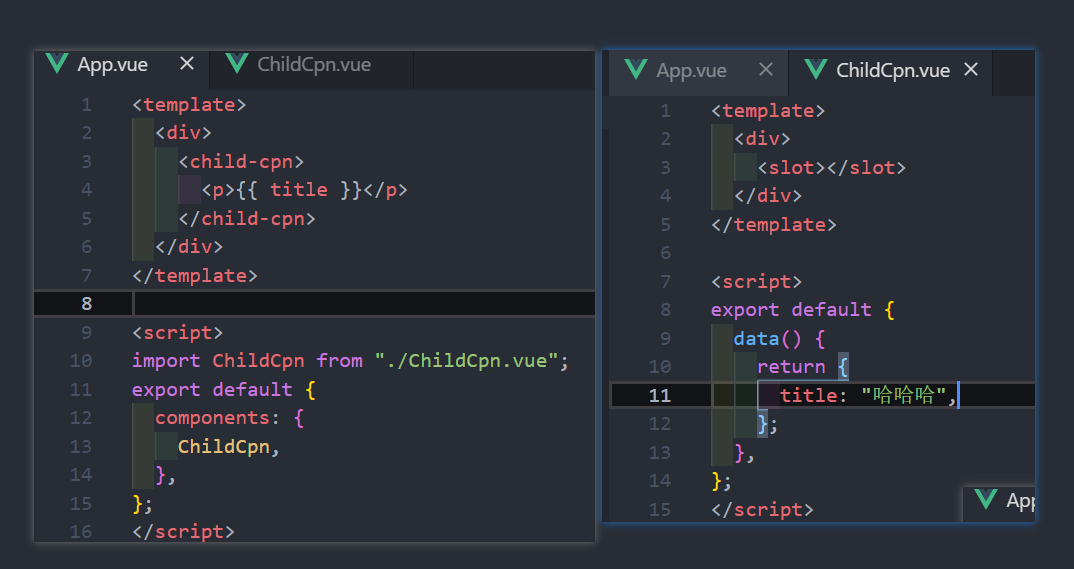 App.vue ×
ChildCpn.vue
1 <template>
2 <div>
3 <child-cpn>
4 <p>{{ title }}</p>
5 </child-cpn>
6 </div>
7 </template>
8
9 <script>
10 import ChildCpn from "./ChildCpn.vue";
11 export default {
12 components: {
13 ChildCpn,
14 },
15 };
16 </script>
App.vue ×
ChildCpn.vue ×
1 <template>
2 <div>
3 <slot></slot>
4 </div>
5 </template>
6
7 <script>
8 export default {
9 data() {
10 return {
11 title: "哈哈哈",
12 };
13 },
14 };
15 </script>
App